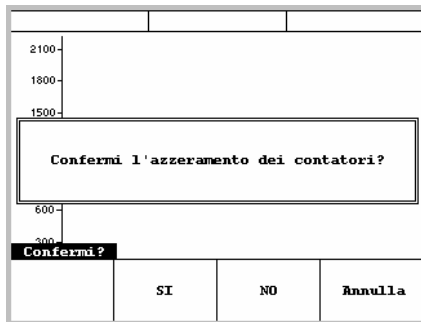 2100
1800
1500
Confermi l'azzeramento dei contatori?
600
300
Confermi?
SI NO Annulla